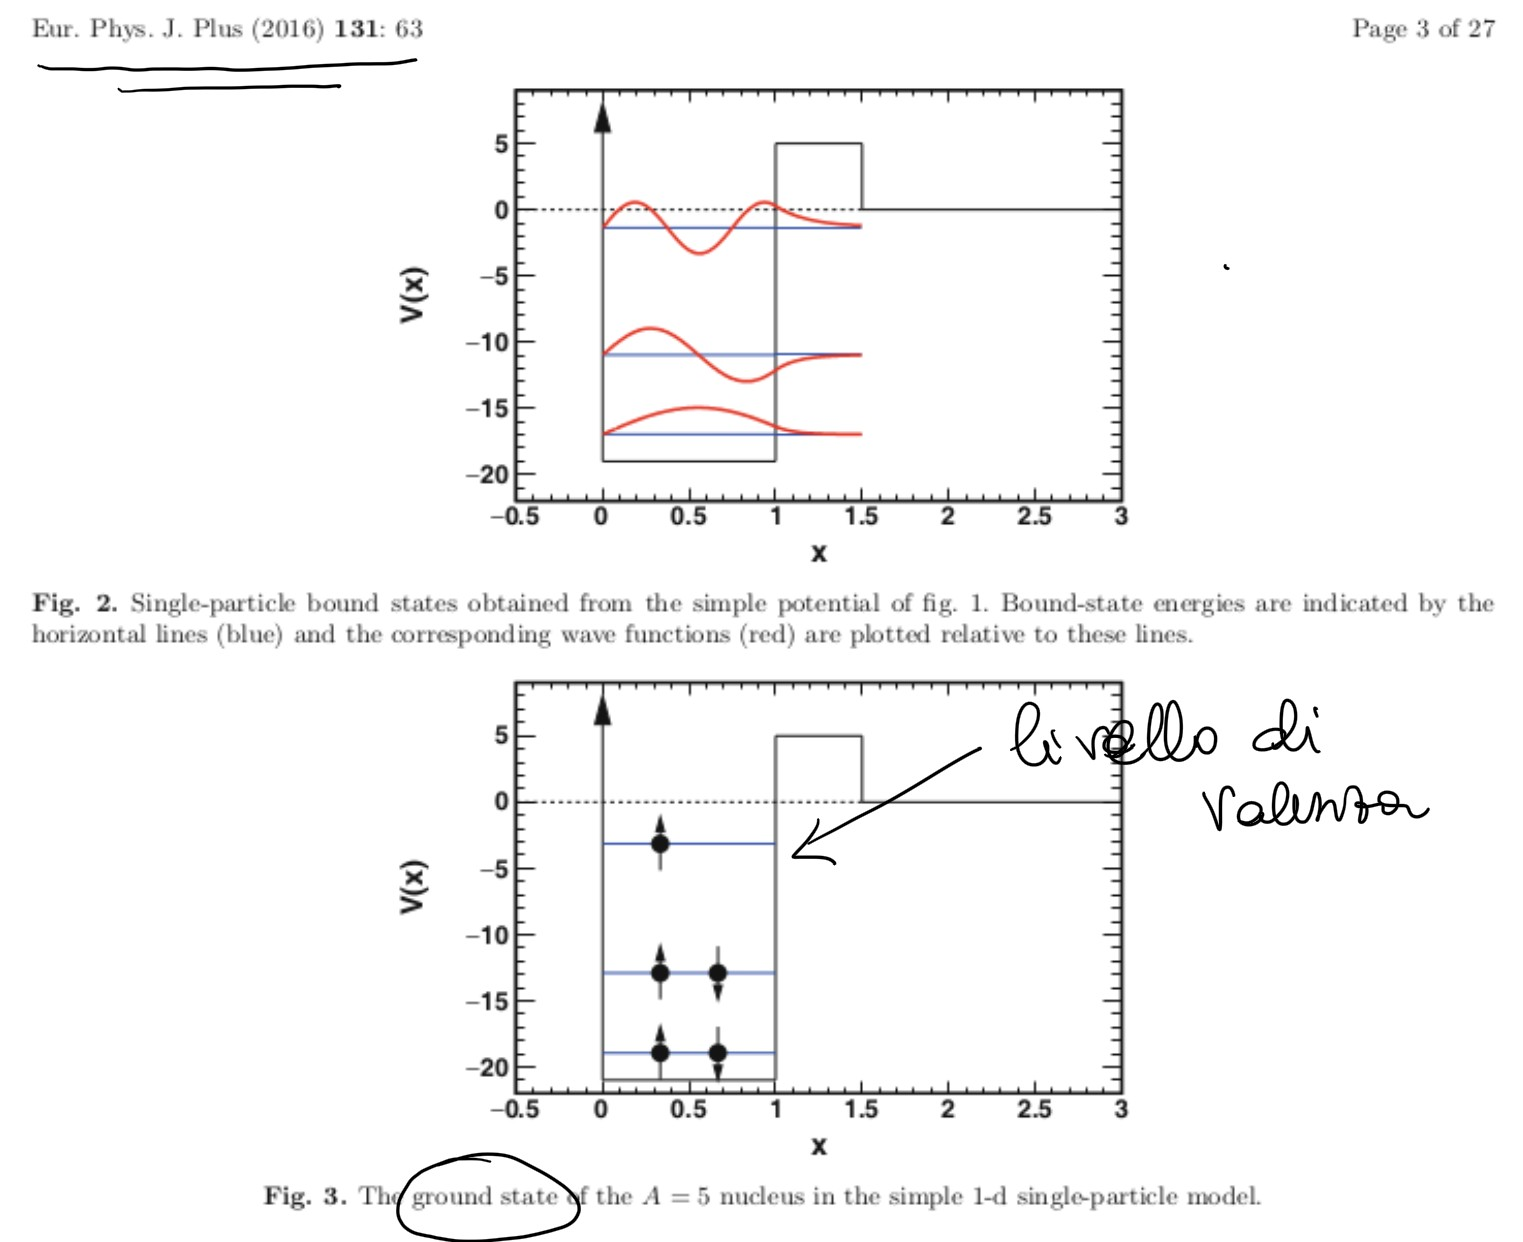 Eur. Phys. J. Plus (2016) 131: 63 Page 3 of 27
5
0
−5
−10
−15
−20
V(x)
−0.5 0 0.5 1 1.5 2 2.5 3
x
Fig. 2. Single-particle bound states obtained from the simple potential of fig. 1. Bound-state energies are indicated by the
horizontal lines (blue) and the corresponding wave functions (red) are plotted relative to these lines.
livello di
valenza
5
0
−5
−10
−15
−20
V(x)
−0.5 0 0.5 1 1.5 2 2.5 3
x
Fig. 3. The ground state of the A = 5 nucleus in the simple 1-d single-particle model.